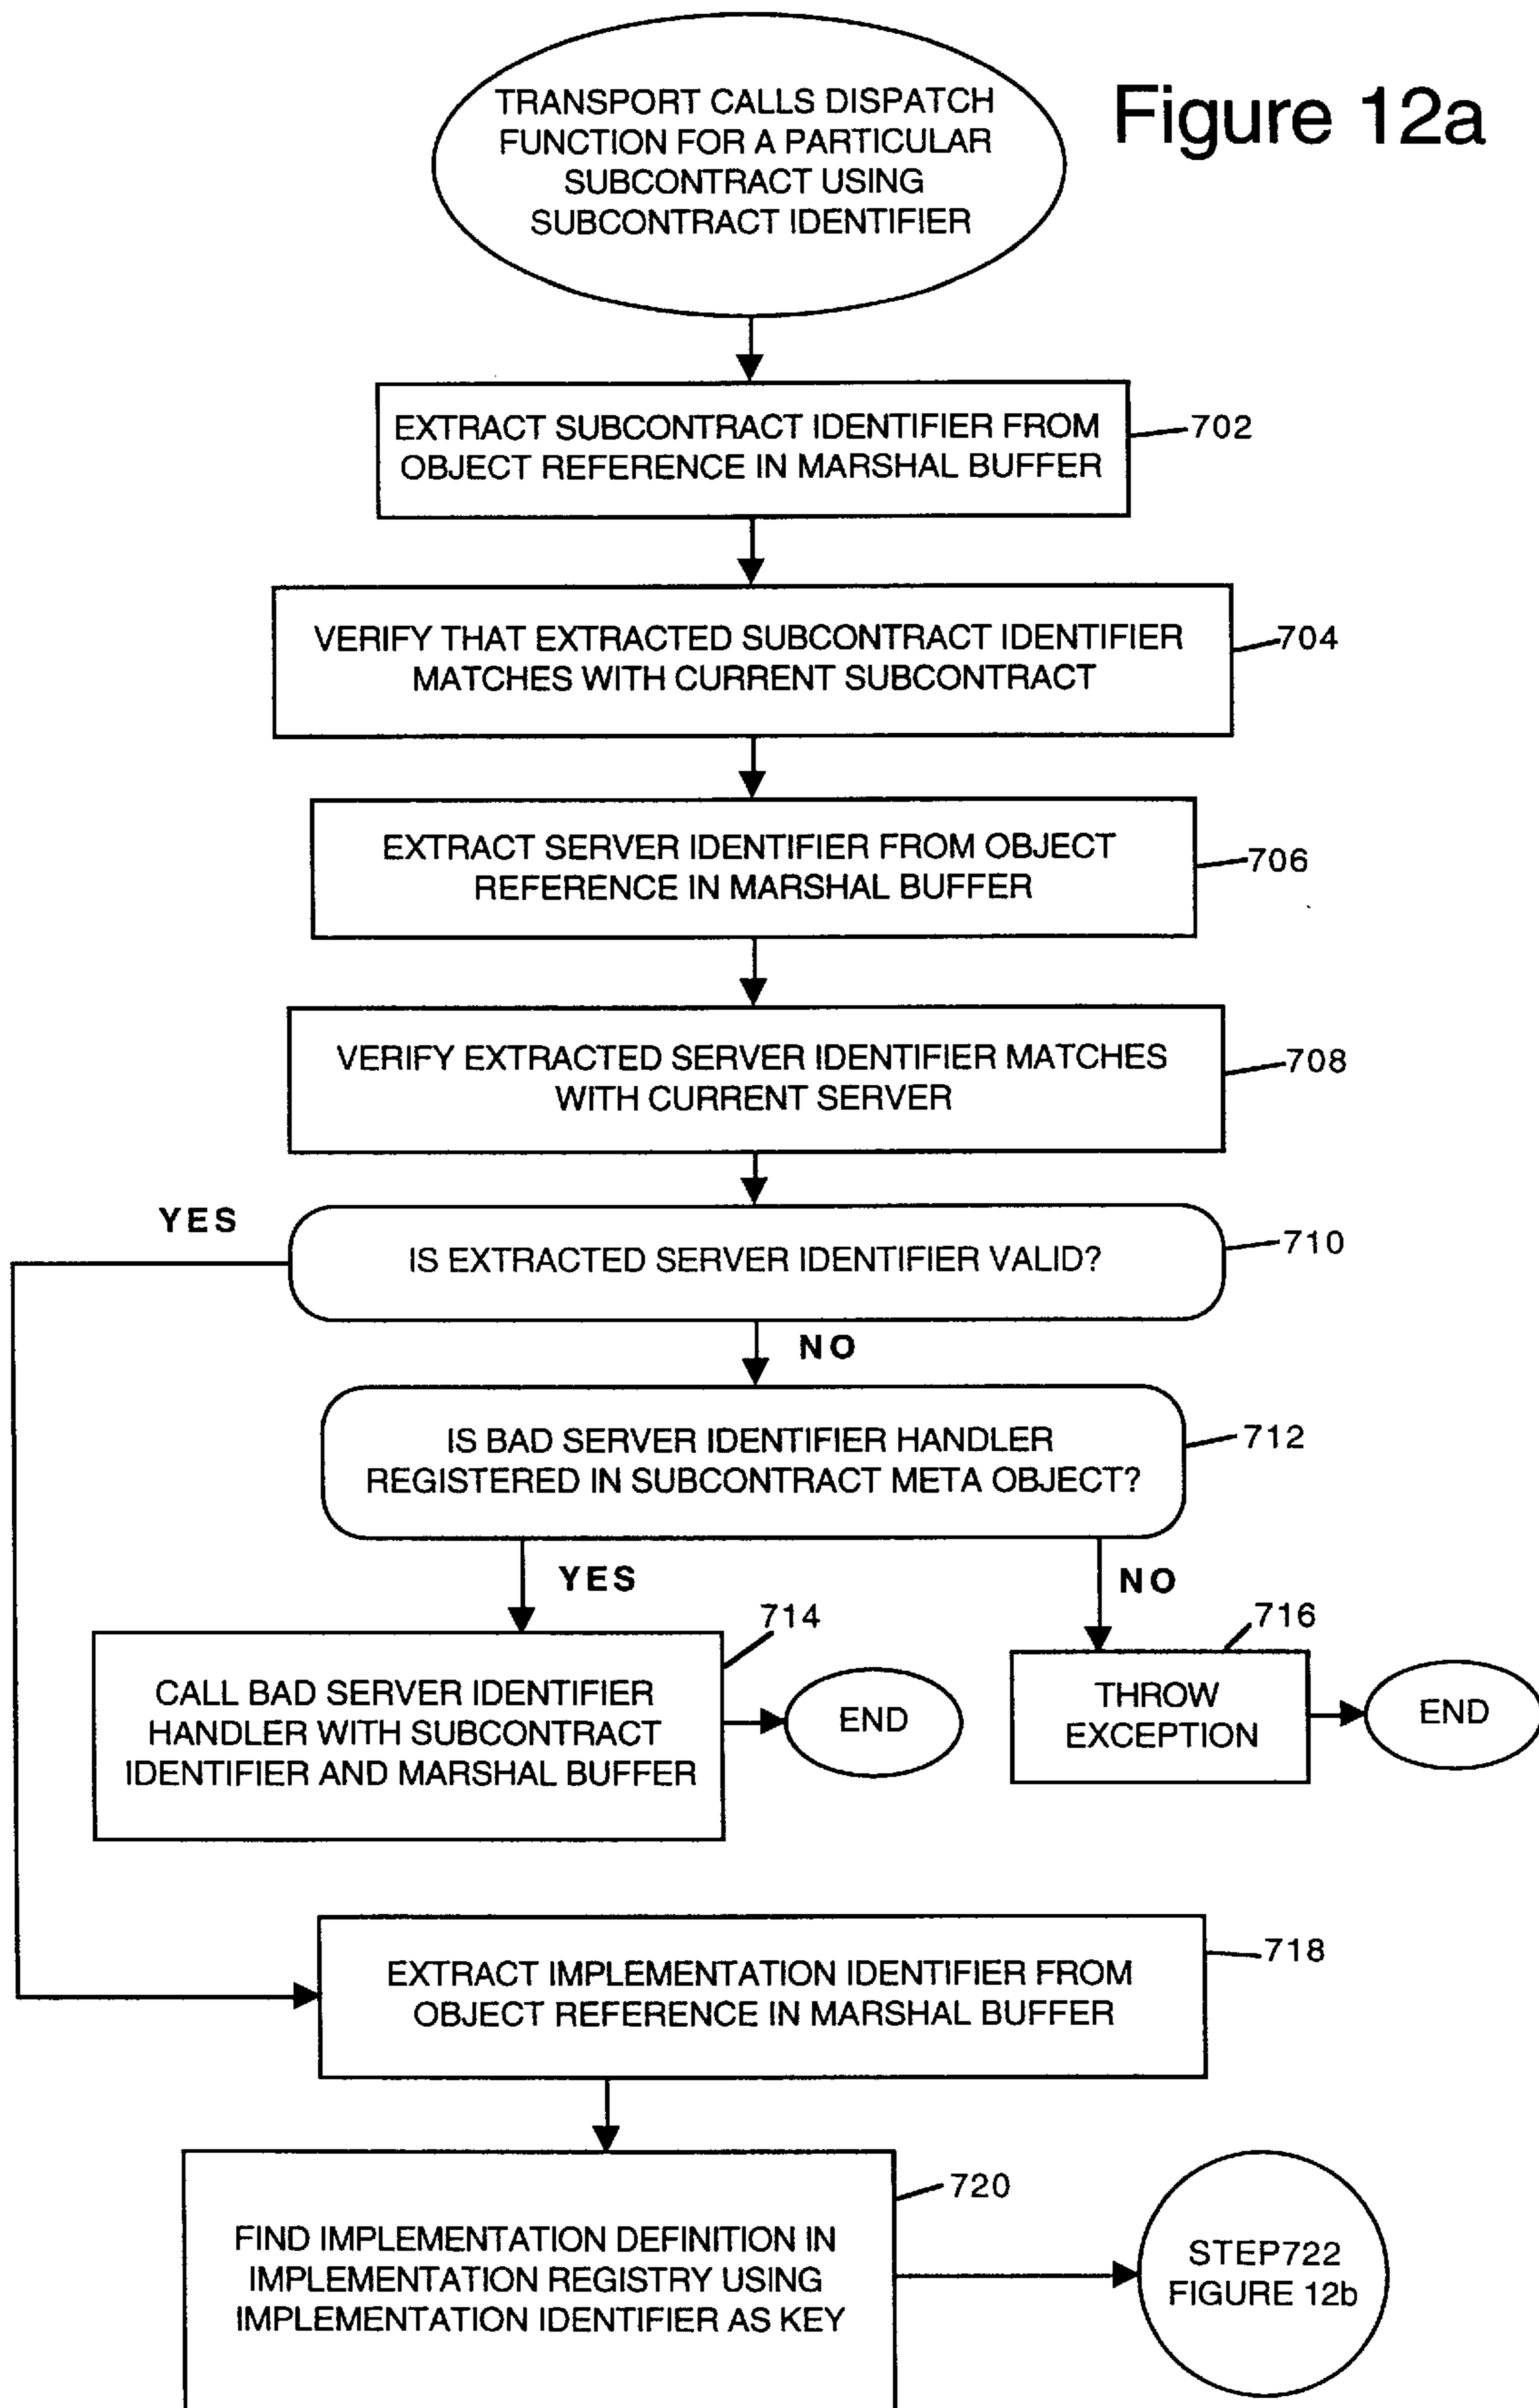 Figure 12a
TRANSPORT CALLS DISPATCH
FUNCTION FOR A PARTICULAR
SUBCONTRACT USING
SUBCONTRACT IDENTIFIER
EXTRACT SUBCONTRACT IDENTIFIER FROM
OBJECT REFERENCE IN MARSHAL BUFFER
702
VERIFY THAT EXTRACTED SUBCONTRACT IDENTIFIER
MATCHES WITH CURRENT SUBCONTRACT
704
EXTRACT SERVER IDENTIFIER FROM OBJECT
REFERENCE IN MARSHAL BUFFER
706
VERIFY EXTRACTED SERVER IDENTIFIER MATCHES
WITH CURRENT SERVER
708
YES
IS EXTRACTED SERVER IDENTIFIER VALID?
710
NO
IS BAD SERVER IDENTIFIER HANDLER
REGISTERED IN SUBCONTRACT META OBJECT?
712
YES
NO
714
CALL BAD SERVER IDENTIFIER
HANDLER WITH SUBCONTRACT
IDENTIFIER AND MARSHAL BUFFER
END
716
THROW
EXCEPTION
END
EXTRACT IMPLEMENTATION IDENTIFIER FROM
OBJECT REFERENCE IN MARSHAL BUFFER
718
FIND IMPLEMENTATION DEFINITION IN
IMPLEMENTATION REGISTRY USING
IMPLEMENTATION IDENTIFIER AS KEY
720
STEP722
FIGURE 12b